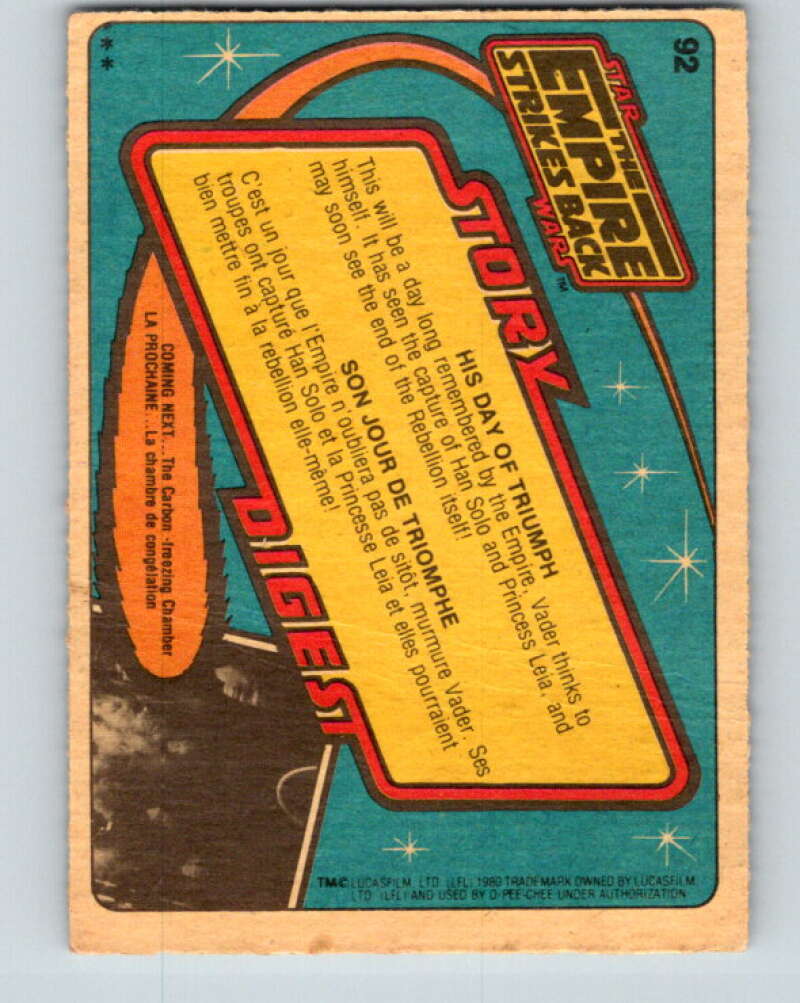 92
STAR WARS
THE
EMPIRE
STRIKES BACK
TM
STORY
HIS DAY OF TRIUMPH
This will be a day long remembered by the Empire, Vader thinks to
himself. It has seen the capture of Han Solo and Princess Leia, and
may soon see the end of the Rebellion itself!
SON JOUR DE TRIOMPHE
C'est un jour que l'Empire n'oubliera pas de sitôt, murmure Vader. Ses
troupes ont capturé Han Solo et la Princesse Leia et elles pourraient
bien mettre fin à la rebellion elle-même!
DIGEST
COMING NEXT... The Carbon-freezing Chamber
LA PROCHAINE... La chambre de congélation
**
TM:© LUCASFILM, LTD. (LFL) 1980 TRADEMARK OWNED BY LUCASFILM,
LTD. (LFL) AND USED BY O-PEE-CHEE UNDER AUTHORIZATION